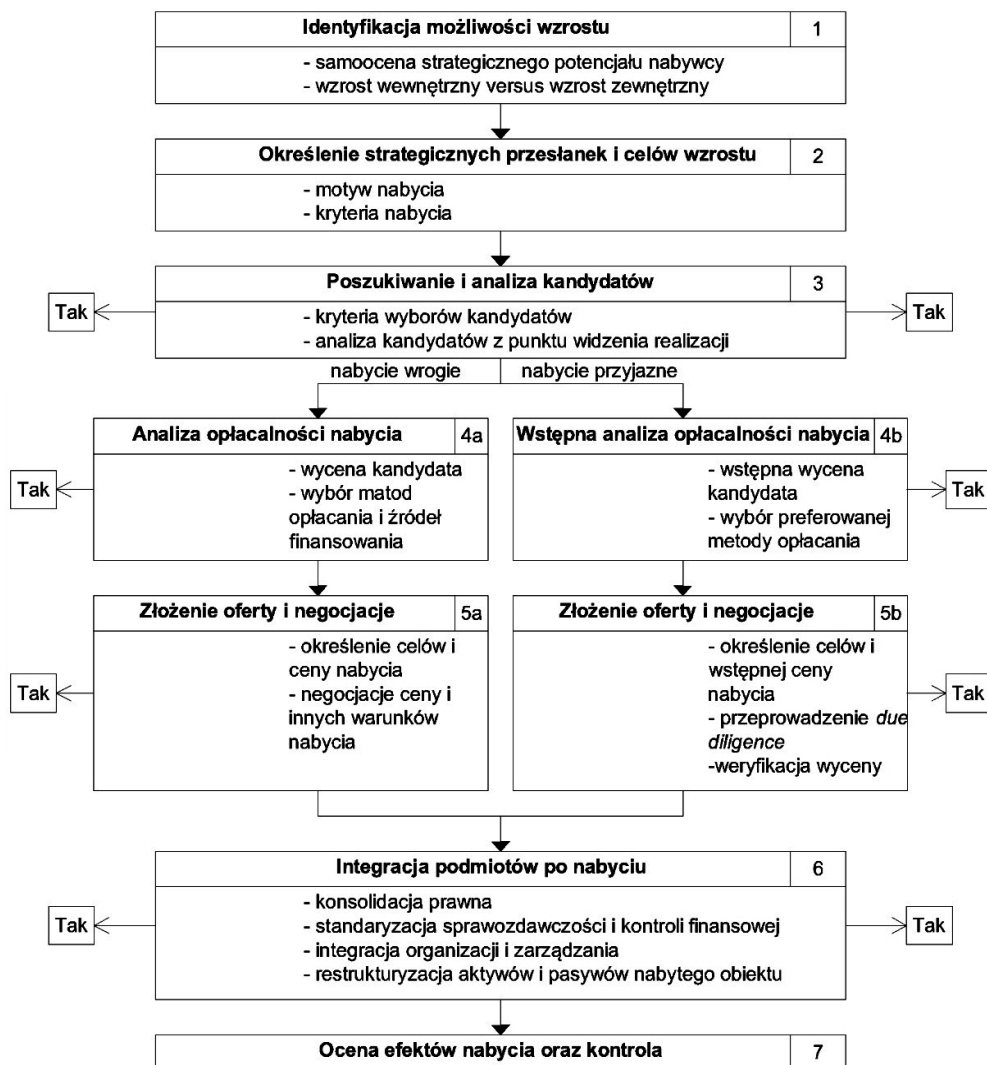 Identyfikacja możliwości wzrostu 1
- samoocena strategicznego potencjału nabywcy
- wzrost wewnętrzny versus wzrost zewnętrzny
Określenie strategicznych przesłanek i celów wzrostu 2
- motyw nabycia
- kryteria nabycia
Poszukiwanie i analiza kandydatów 3
Tak
- kryteria wyborów kandydatów
- analiza kandydatów z punktu widzenia realizacji
Tak
nabycie wrogie
nabycie przyjazne
Analiza opłacalności nabycia 4a
Tak
- wycena kandydata
- wybór matod
opłacania i źródeł
finansowania
Wstępna analiza opłacalności nabycia 4b
- wstępna wycena
kandydata
- wybór preferowanej
metody opłacania
Tak
Złożenie oferty i negocjacje 5a
Tak
- określenie celów i
ceny nabycia
- negocjacje ceny i
innych warunków
nabycia
Złożenie oferty i negocjacje 5b
- określenie celów i
wstępnej ceny
nabycia
- przeprowadzenie due
diligence
-weryfikacja wyceny
Tak
Integracja podmiotów po nabyciu 6
Tak
- konsolidacja prawna
- standaryzacja sprawozdawczości i kontroli finansowej
- integracja organizacji i zarządzania
- restrukturyzacja aktywów i pasywów nabytego obiektu
Tak
Ocena efektów nabycia oraz kontrola 7